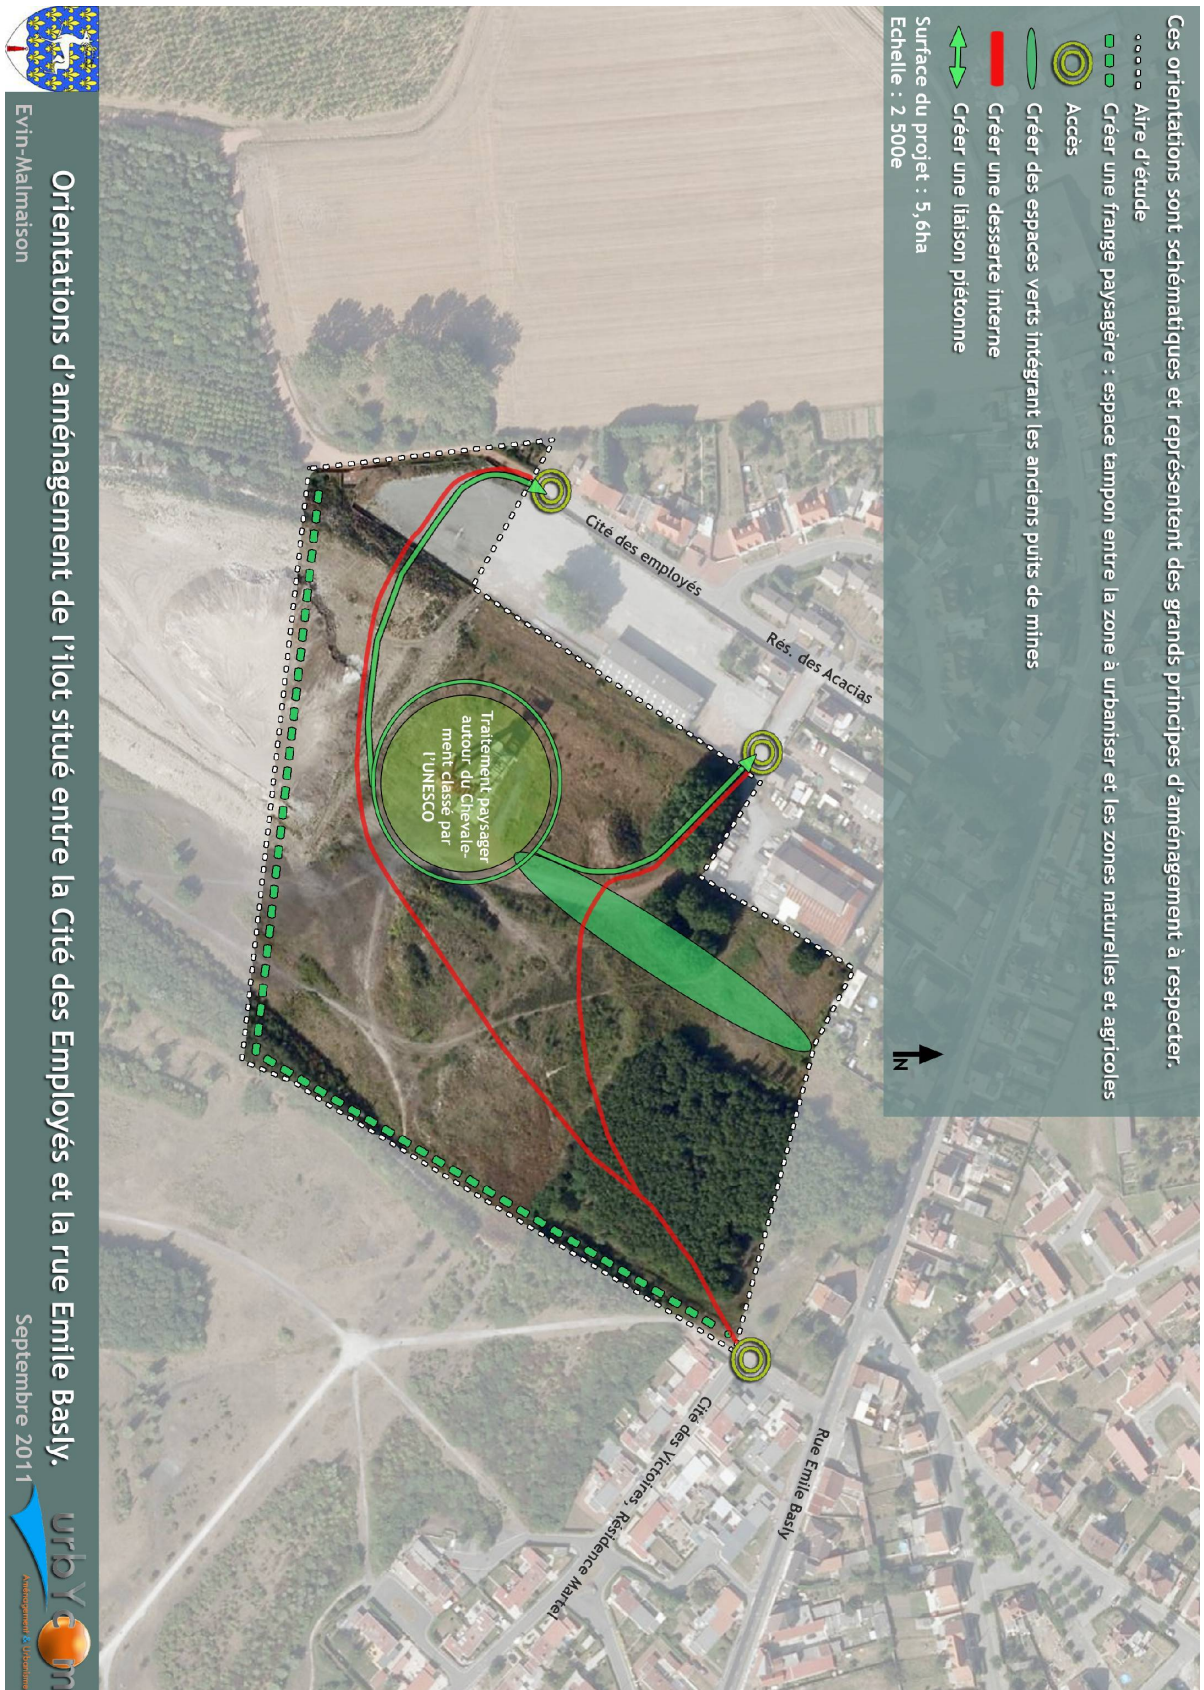 Ces orientations sont schématiques et représentent des grands principes d'aménagement à respecter.
Aire d'étude
Créer une frange paysagère : espace tampon entre la zone à urbaniser et les zones naturelles et agricoles
Accès
Créer des espaces verts intégrant les anciens puits de mines
Créer une desserte interne
Créer une liaison piétonne
Surface du projet : 5,6ha
Echelle : 2 500e
N
Cité des employés
Rés. des Acacias
Traitement paysager
autour du Chevale-
ment classé par
l'UNESCO
Rue Emile Basly
Cité des Victoires, Résidence Martel
Orientations d'aménagement de l'îlot situé entre la Cité des Employés et la rue Emile Basly.
Evin-Malmaison
Septembre 2011
urbYcom
Aménagement & Urbanisme